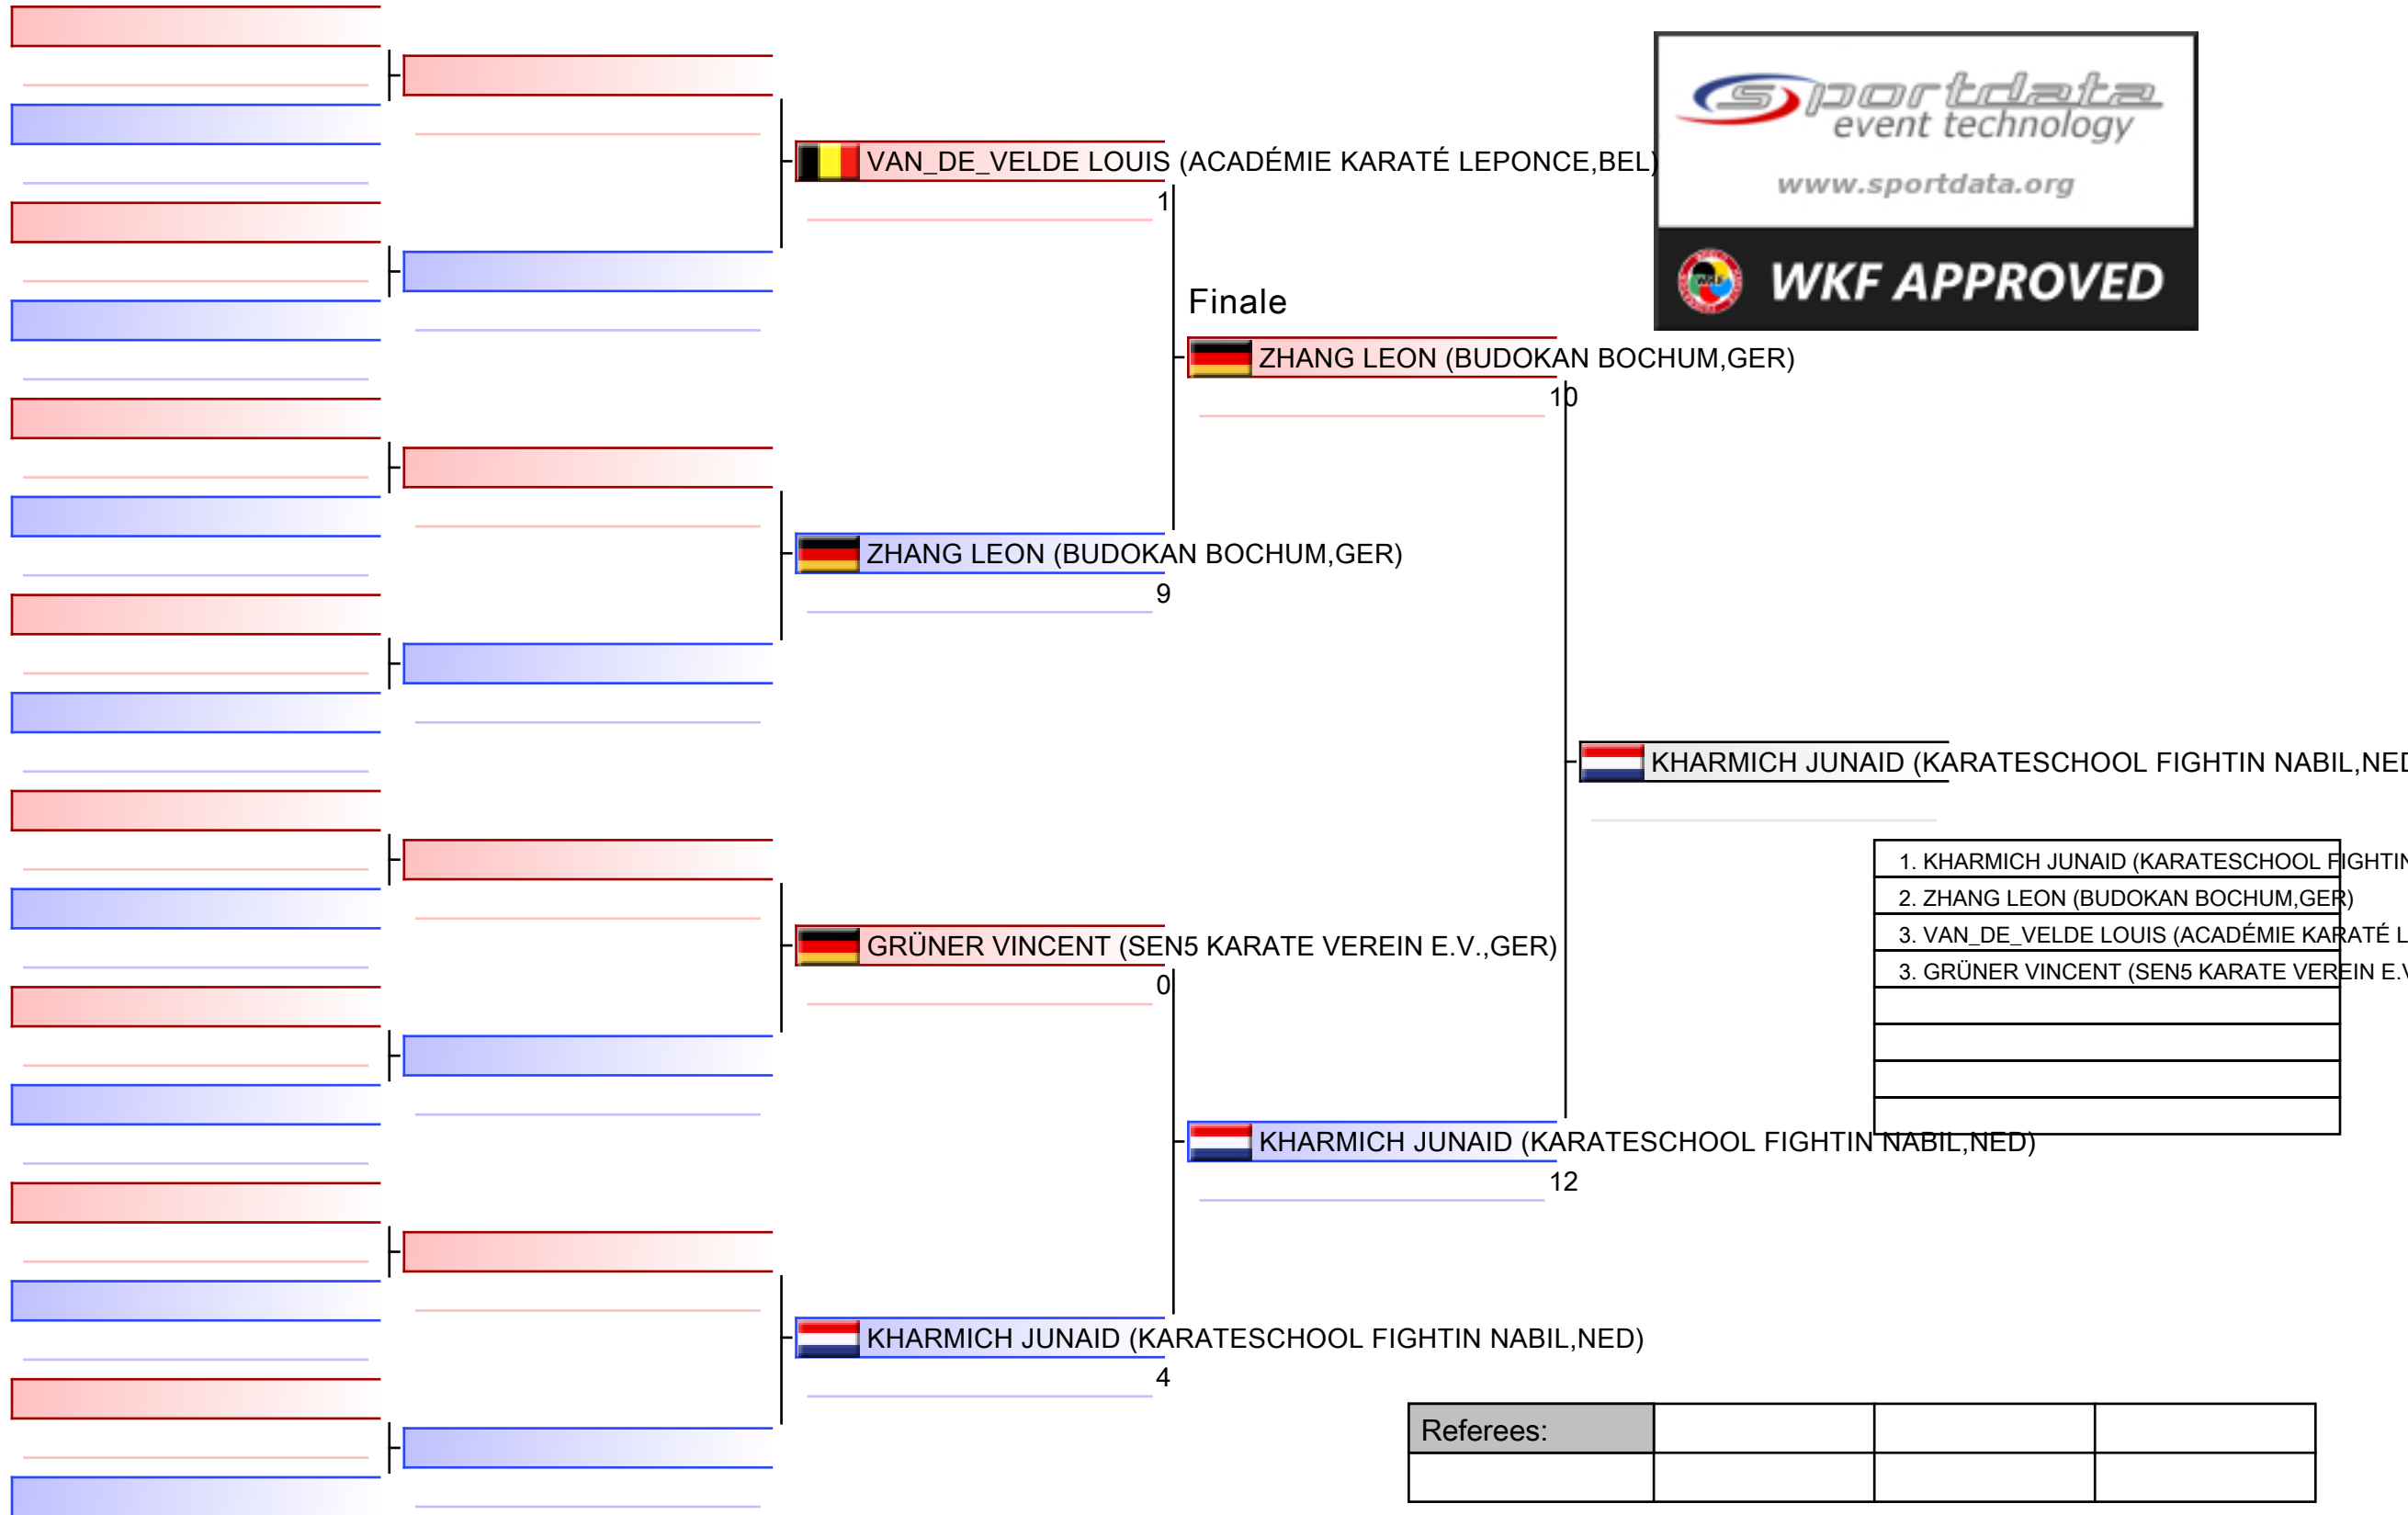 sportdata
event technology
www.sportdata.org
WKF APPROVED
VAN_DE_VELDE LOUIS (ACADÉMIE KARATÉ LEPONCE,BEL)
1
Finale
ZHANG LEON (BUDOKAN BOCHUM,GER)
10
ZHANG LEON (BUDOKAN BOCHUM,GER)
9
KHARMICH JUNAID (KARATESCHOOL FIGHTIN NABIL,NED
1. KHARMICH JUNAID (KARATESCHOOL FIGHTIN
2. ZHANG LEON (BUDOKAN BOCHUM,GER)
3. VAN_DE_VELDE LOUIS (ACADÉMIE KARATÉ L
3. GRÜNER VINCENT (SEN5 KARATE VEREIN E.V
GRÜNER VINCENT (SEN5 KARATE VEREIN E.V.,GER)
0
KHARMICH JUNAID (KARATESCHOOL FIGHTIN NABIL,NED)
12
KHARMICH JUNAID (KARATESCHOOL FIGHTIN NABIL,NED)
4
Referees: